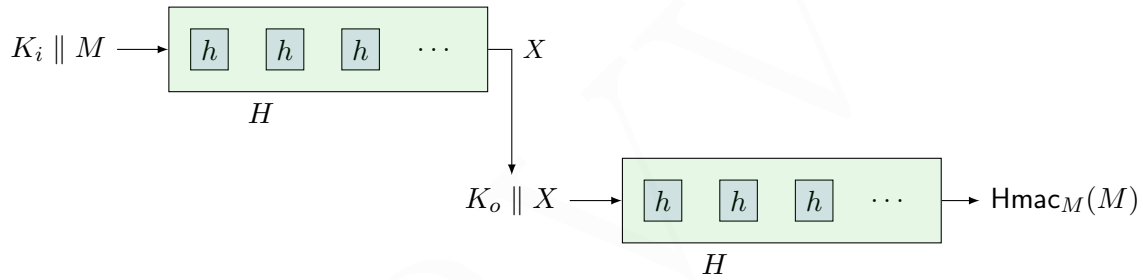 K_i ∥ M
h h h ···
X
H
K_o ∥ X
h h h ···
Hmac_M(M)
H